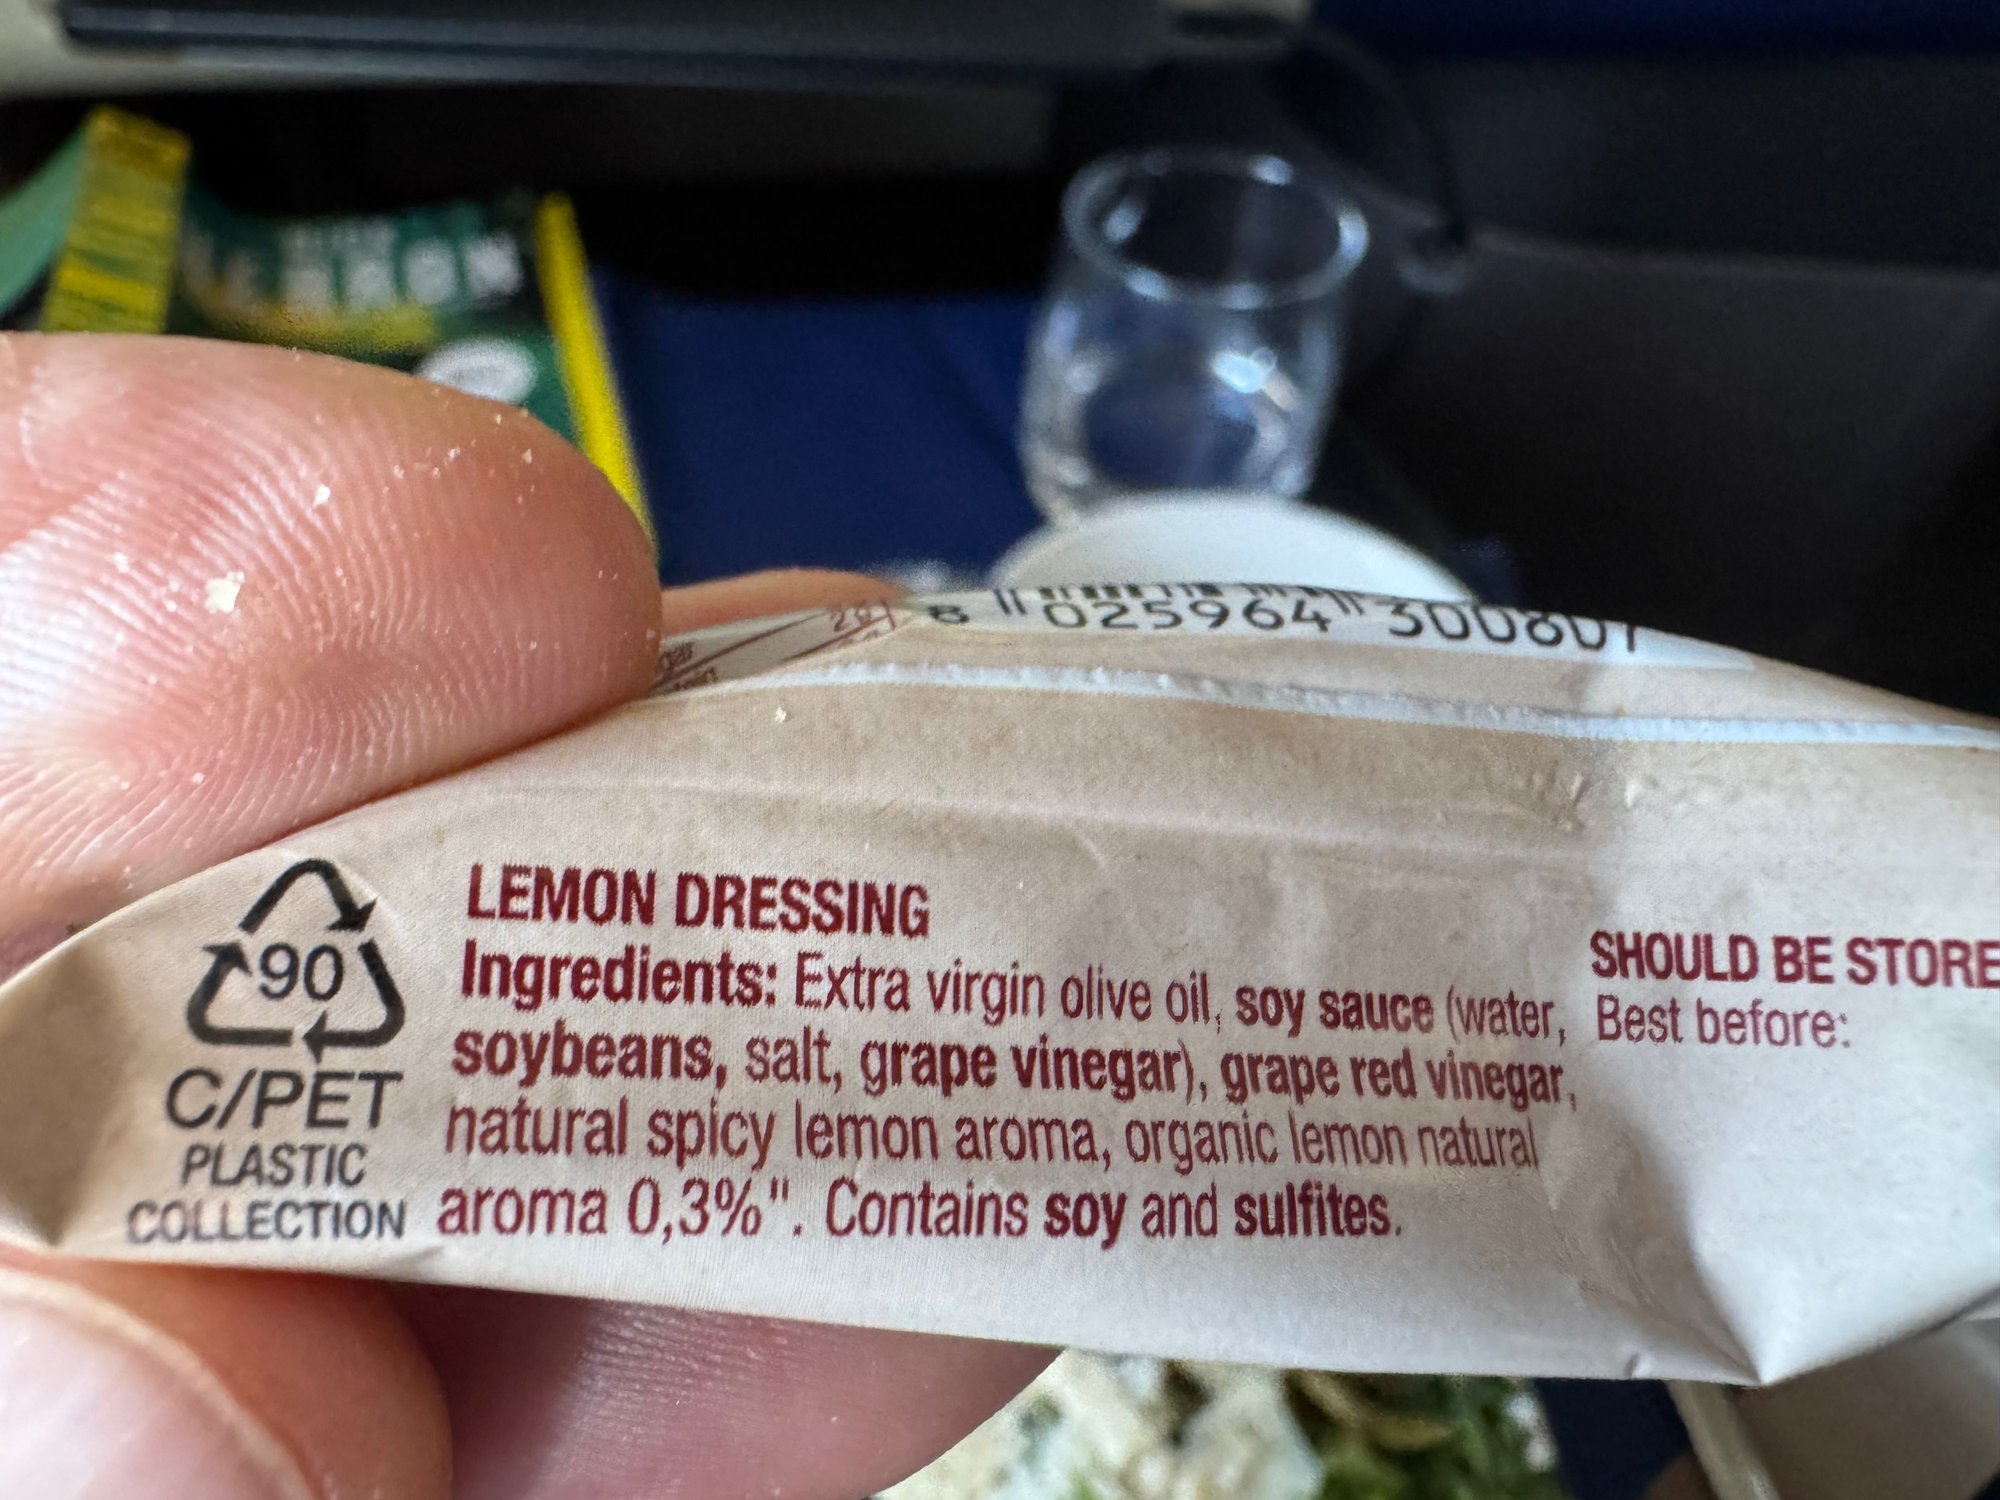 8 025964 300807
LEMON DRESSING
Ingredients: Extra virgin olive oil, soy sauce (water,
soybeans, salt, grape vinegar), grape red vinegar,
natural spicy lemon aroma, organic lemon natural
aroma 0,3%". Contains soy and sulfites.
90
C/PET
PLASTIC
COLLECTION
SHOULD BE STORE
Best before: